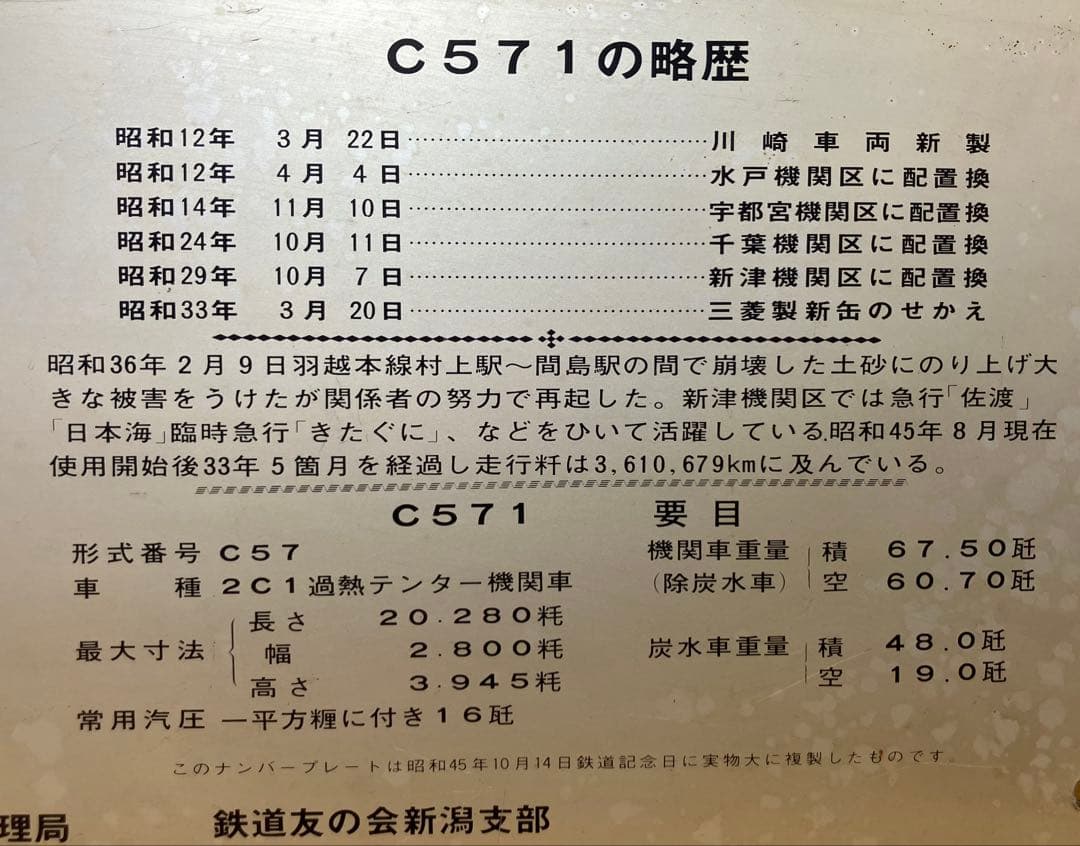 C571の略歴
昭和12年 3月 22日……………………………川崎車両新製
昭和12年 4月 4日……………………………水戸機関区に配置換
昭和14年 11月 10日……………………………宇都宮機関区に配置換
昭和24年 10月 11日……………………………千葉機関区に配置換
昭和29年 10月 7日……………………………新津機関区に配置換
昭和33年 3月 20日……………………………三菱製新缶のせかえ
昭和36年2月9日羽越本線村上駅〜間島駅の間で崩壊した土砂にのり上げ大
きな被害をうけたが関係者の努力で再起した。新津機関区では急行「佐渡」
「日本海」臨時急行「きたぐに」、などをひいて活躍している.昭和45年8月現在
使用開始後33年5箇月を経過し走行粁は3,610,679kmに及んでいる。
C571 要目
形式番号 C57
車種 2C1過熱テンター機関車
最大寸法 長さ 20.280粍
幅 2.800粍
高さ 3.945粍
常用汽圧 一平方糎に付き16瓩
機関車重量 積 67.50瓩
(除炭水車) 空 60.70瓩
炭水車重量 積 48.0瓩
空 19.0瓩
このナンバープレートは昭和45年10月14日鉄道記念日に実物大に複製したものです。
理局 鉄道友の会新潟支部